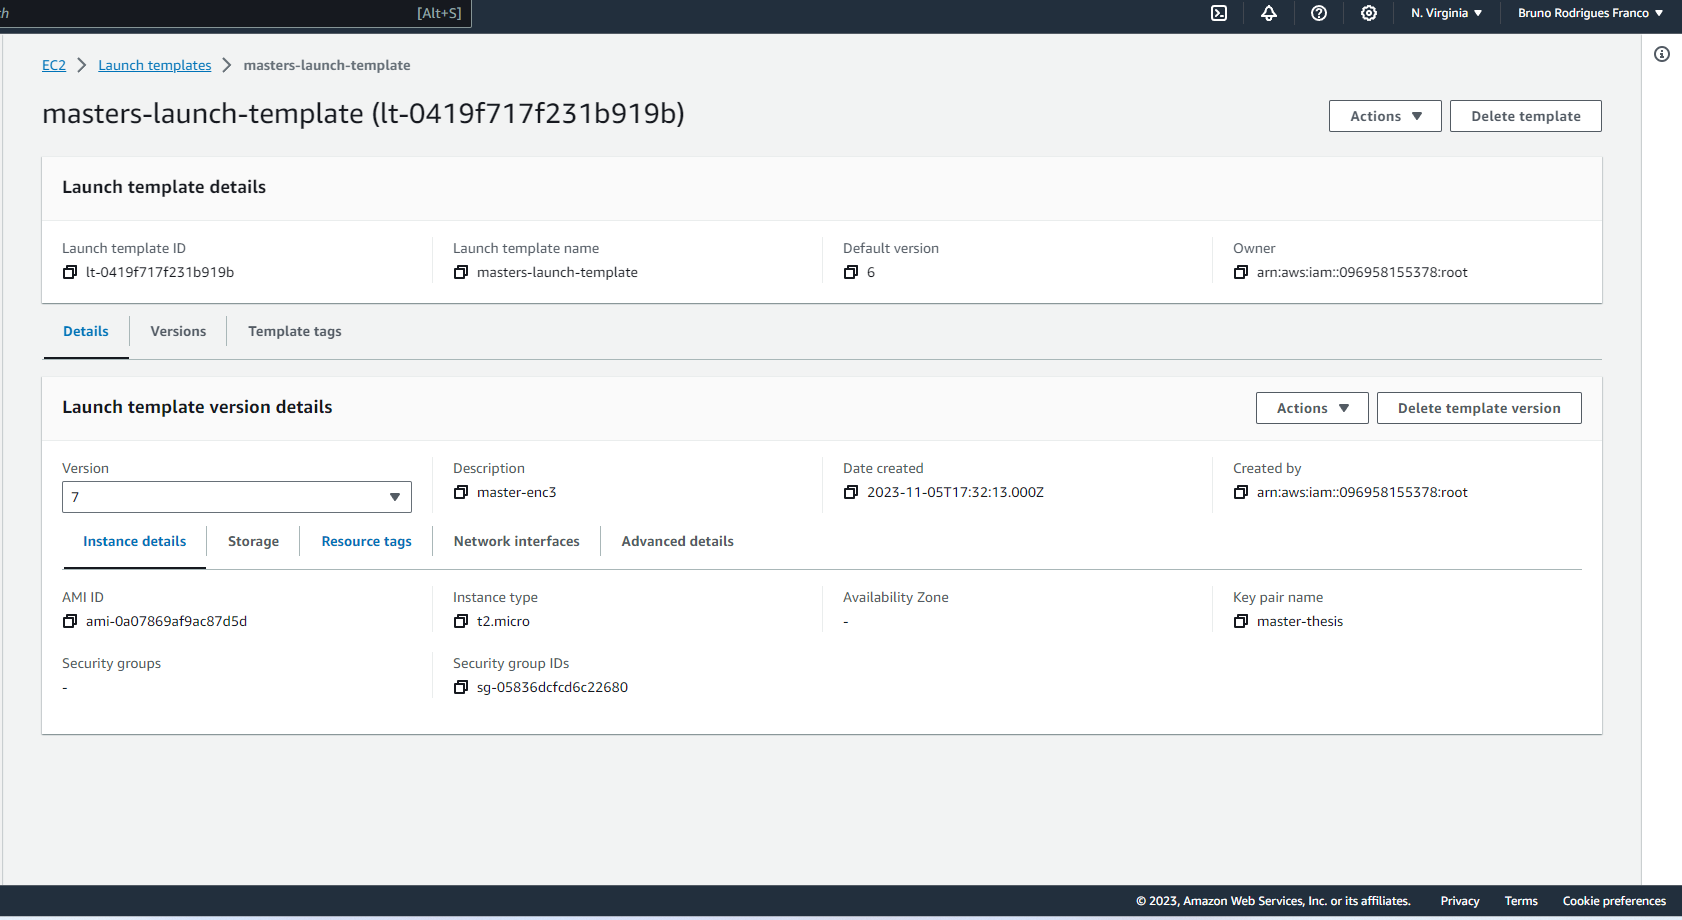 [Alt+S]
N. Virginia
Bruno Rodrigues Franco
EC2
Launch templates
masters-launch-template
masters-launch-template (lt-0419f717f231b919b)
Actions
Delete template
Launch template details
Launch template ID
lt-0419f717f231b919b
Launch template name
masters-launch-template
Default version
6
Owner
arn:aws:iam::096958155378:root
Details
Versions
Template tags
Launch template version details
Actions
Delete template version
Version
7
Description
master-enc3
Date created
2023-11-05T17:32:13.000Z
Created by
arn:aws:iam::096958155378:root
Instance details
Storage
Resource tags
Network interfaces
Advanced details
AMI ID
ami-0a07869af9ac87d5d
Instance type
t2.micro
Availability Zone
-
Key pair name
master-thesis
Security groups
-
Security group IDs
sg-05836dcfcd6c22680
© 2023, Amazon Web Services, Inc. or its affiliates.
Privacy
Terms
Cookie preferences